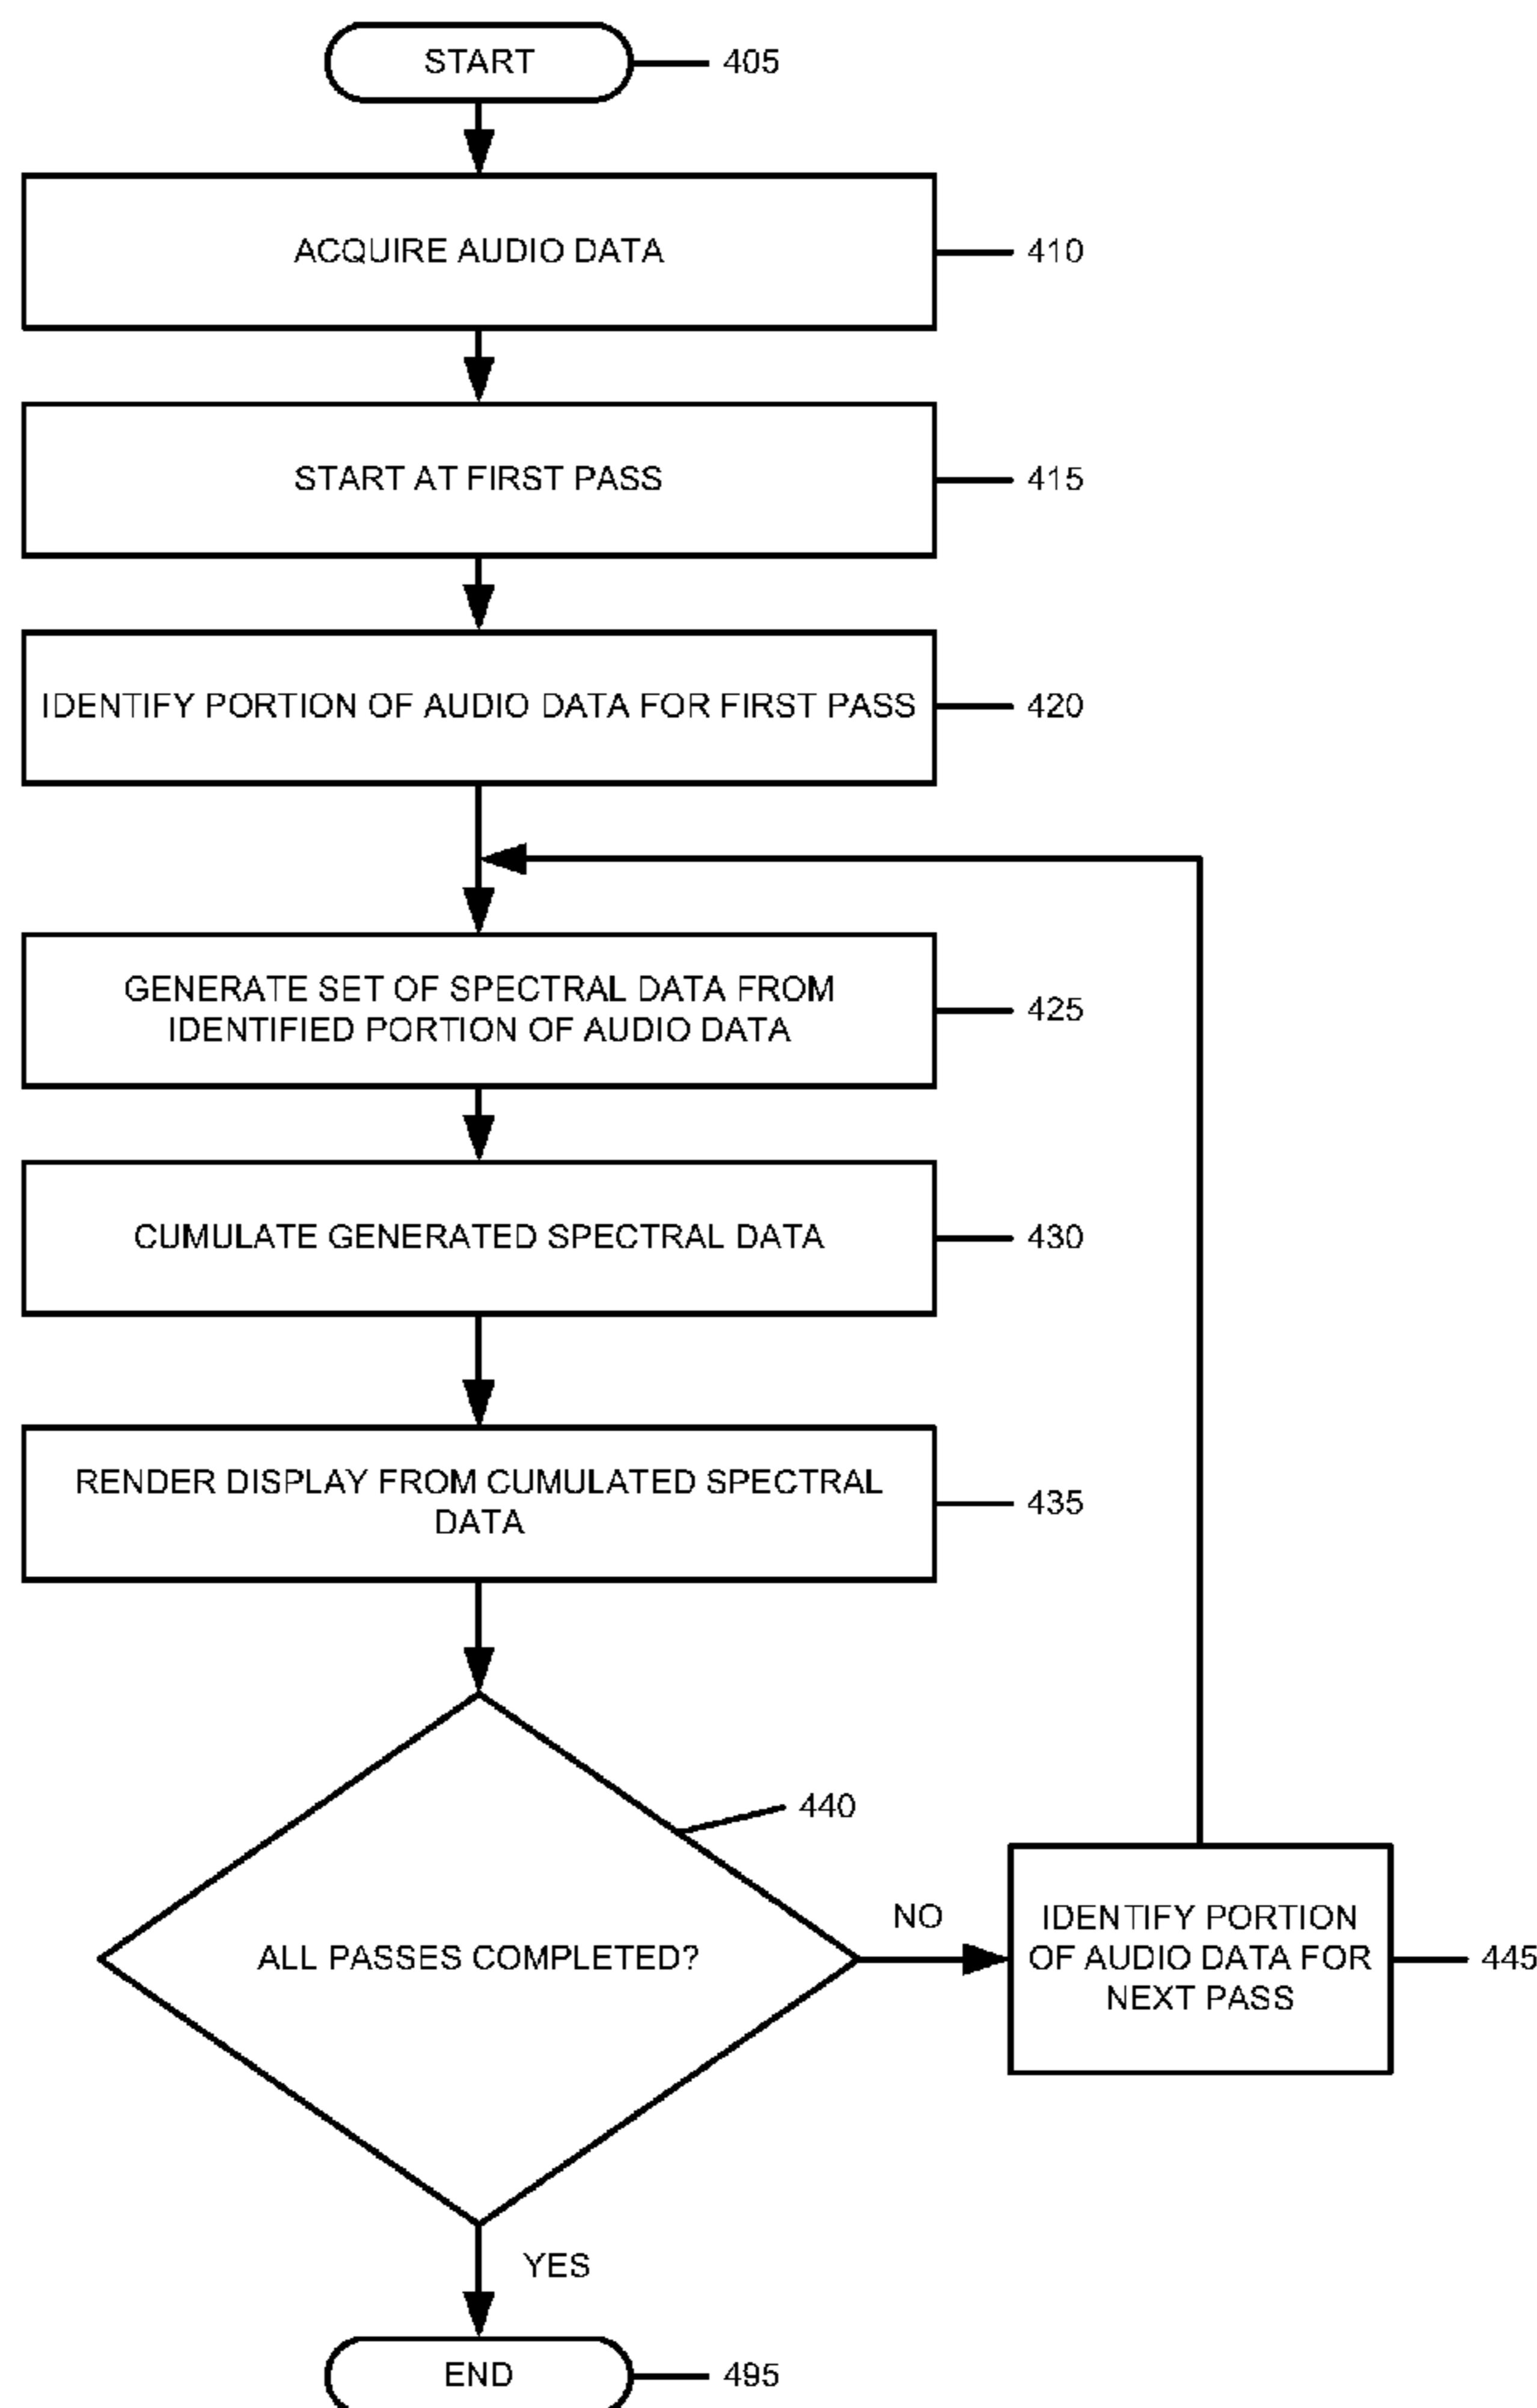 START
405
ACQUIRE AUDIO DATA
410
START AT FIRST PASS
415
IDENTIFY PORTION OF AUDIO DATA FOR FIRST PASS
420
GENERATE SET OF SPECTRAL DATA FROM
IDENTIFIED PORTION OF AUDIO DATA
425
CUMULATE GENERATED SPECTRAL DATA
430
RENDER DISPLAY FROM CUMULATED SPECTRAL
DATA
435
440
ALL PASSES COMPLETED?
NO
IDENTIFY PORTION
OF AUDIO DATA FOR
NEXT PASS
445
YES
END
495